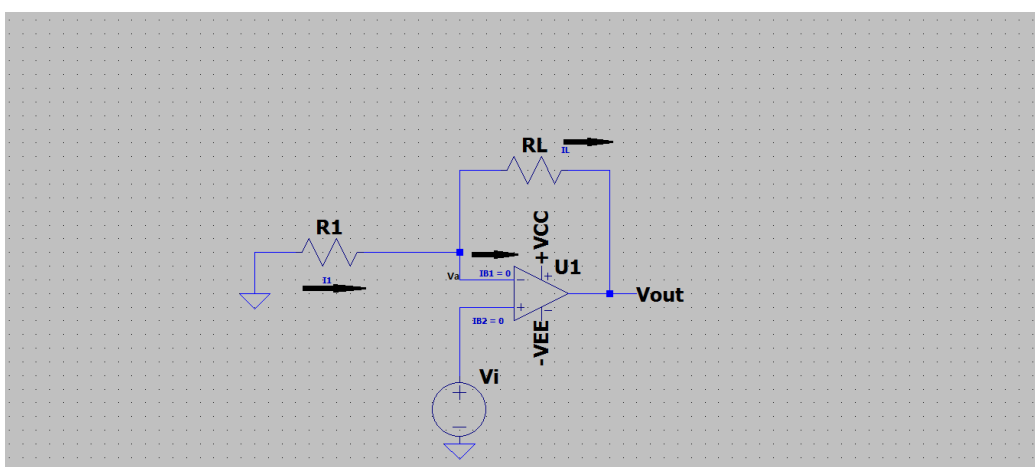 RL
IL
R1
+VCC
U1
Va
IB1 = 0
I1
Vout
IB2 = 0
-VEE
Vi